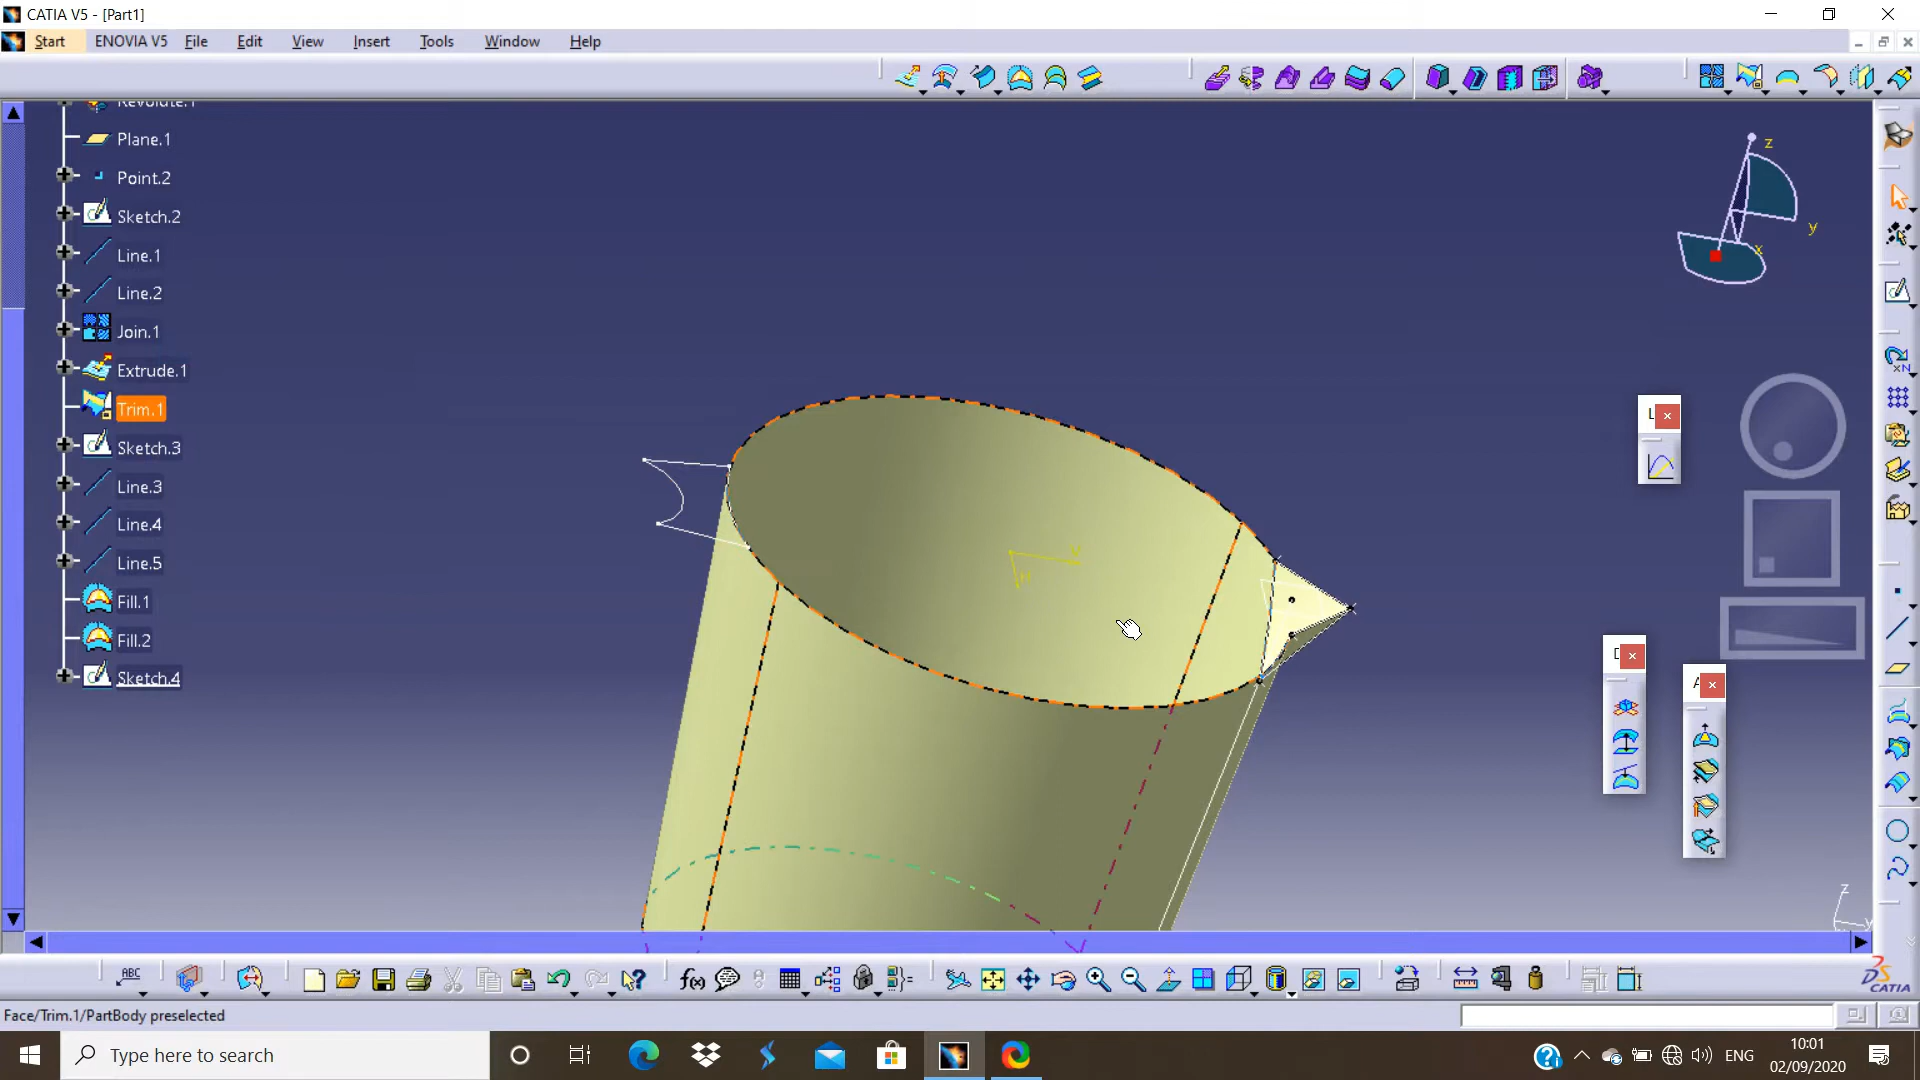 CATIA V5 - [Part1]
Start ENOVIA V5 File Edit View Insert Tools Window Help
Revolute.1
Plane.1
Point.2
Sketch.2
Line.1
Line.2
Join.1
Extrude.1
Trim.1
Sketch.3
Line.3
Line.4
Line.5
Fill.1
Fill.2
Sketch.4
z
y
x
V
H
L
A
z
ABC
f(x)
CATIA
Face/Trim.1/PartBody preselected
Type here to search
ENG
10:01
02/09/2020